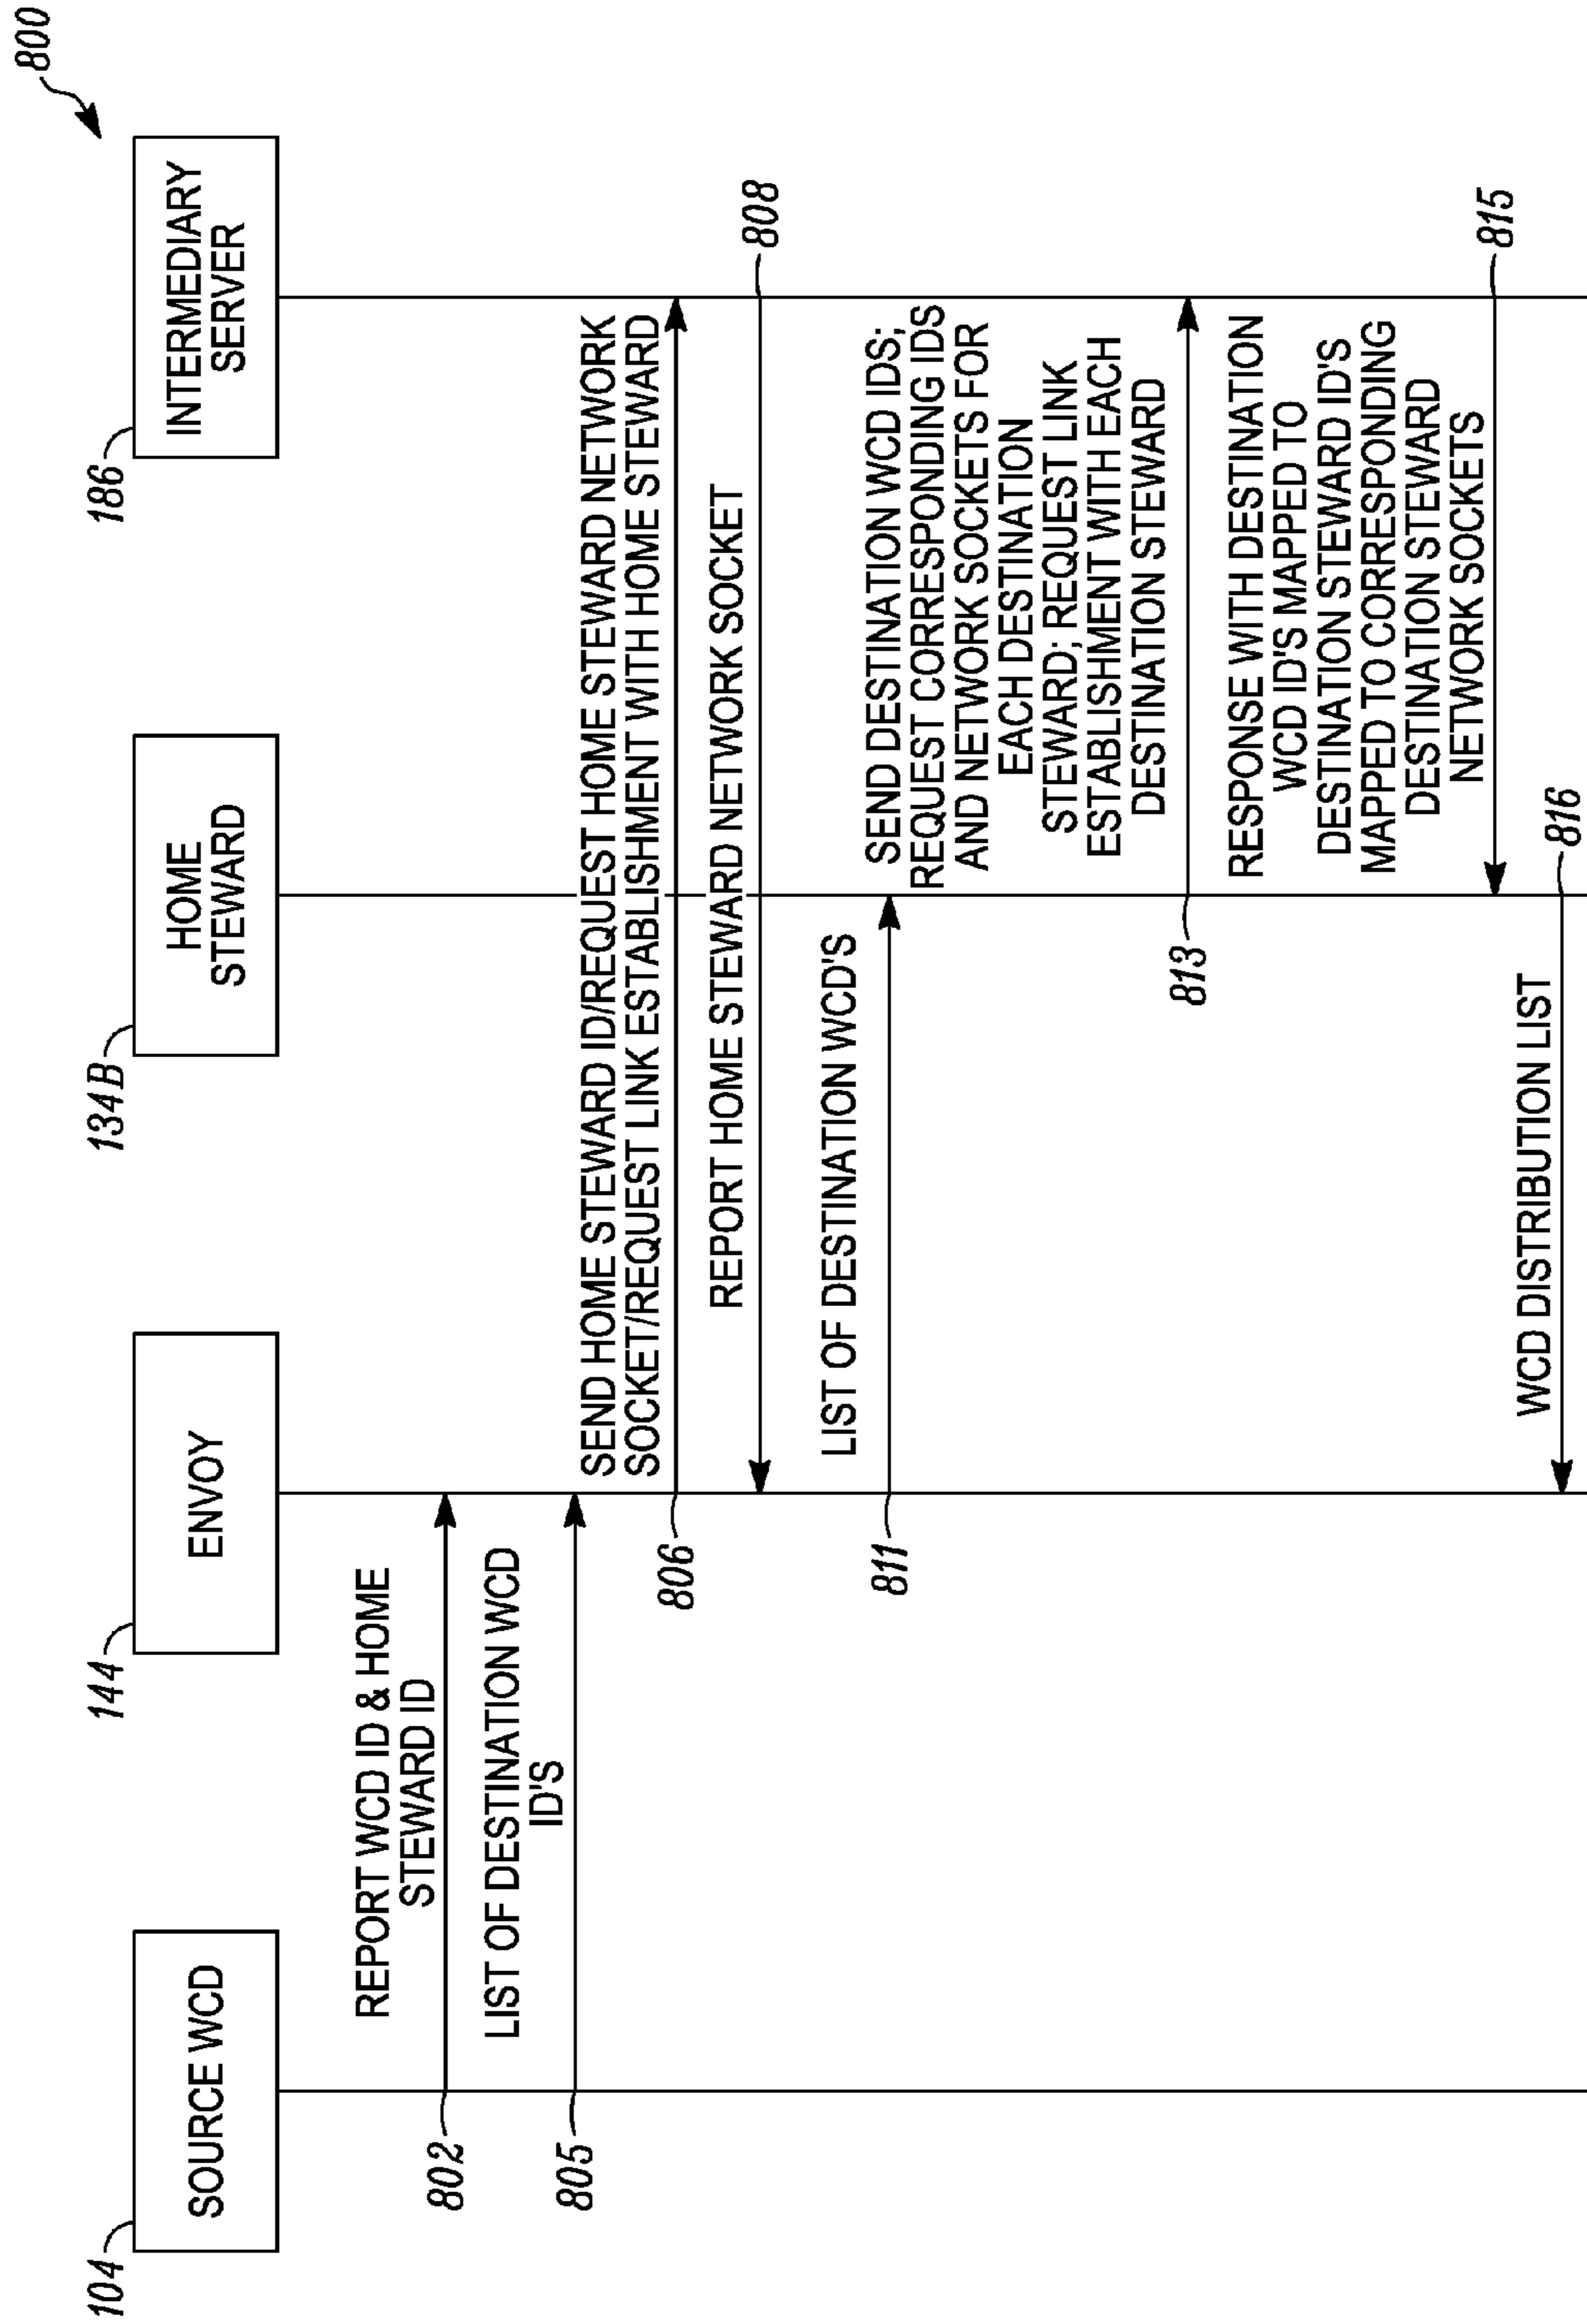 800
104
SOURCE WCD
144
ENVOY
134B
HOME
STEWARD
186
INTERMEDIARY
SERVER
REPORT WCD ID & HOME
STEWARD ID
802
LIST OF DESTINATION WCD
ID'S
805
SEND HOME STEWARD ID/REQUEST HOME STEWARD NETWORK
SOCKET/REQUEST LINK ESTABLISHMENT WITH HOME STEWARD
806
REPORT HOME STEWARD NETWORK SOCKET
808
LIST OF DESTINATION WCD'S
811
SEND DESTINATION WCD IDS;
REQUEST CORRESPONDING IDS
AND NETWORK SOCKETS FOR
EACH DESTINATION
STEWARD; REQUEST LINK
ESTABLISHMENT WITH EACH
DESTINATION STEWARD
813
RESPONSE WITH DESTINATION
WCD ID'S MAPPED TO
DESTINATION STEWARD ID'S
MAPPED TO CORRESPONDING
DESTINATION STEWARD
NETWORK SOCKETS
815
WCD DISTRIBUTION LIST
816